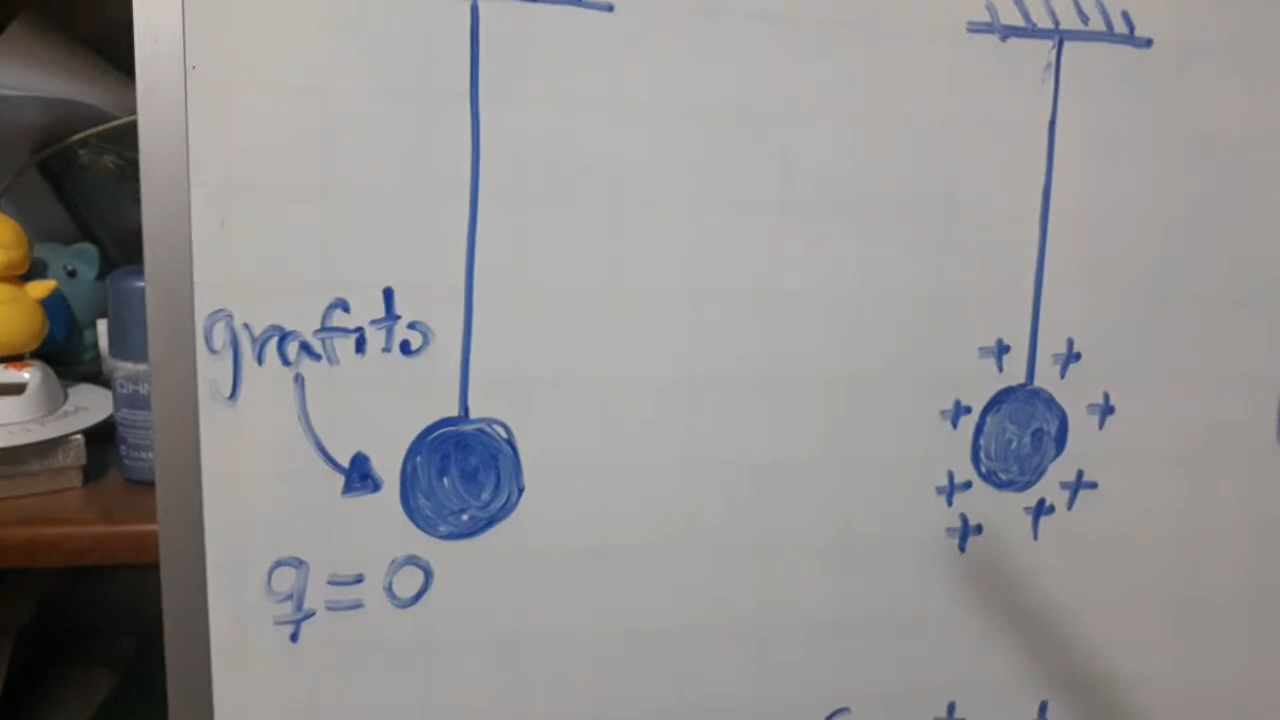 grafito
q = 0
+ +
+ +
+ +
+ +